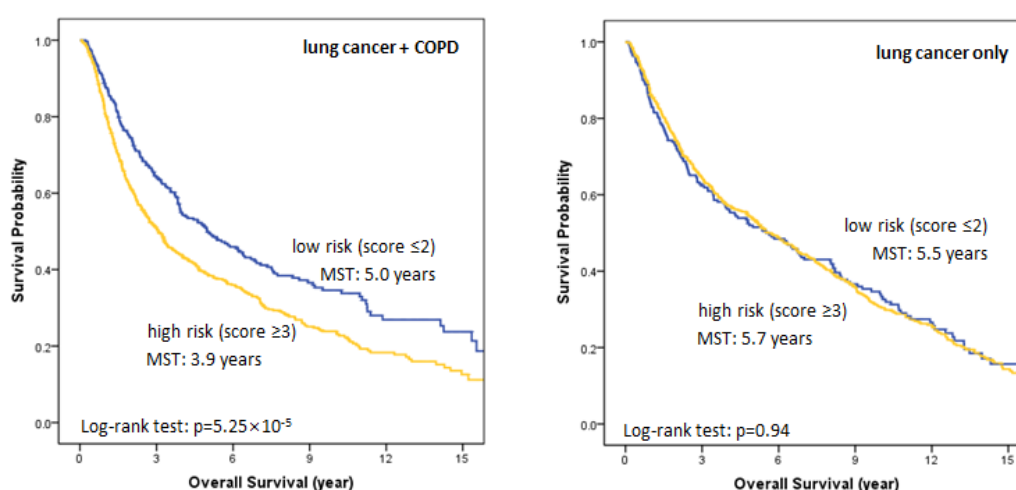 lung cancer + COPD
Survival Probability
1.0
0.8
0.6
0.4
0.2
0.0
low risk (score ≤2)
MST: 5.0 years
high risk (score ≥3)
MST: 3.9 years
Log-rank test: p=5.25×10⁻⁵
0 3 6 9 12 15
Overall Survival (year)
lung cancer only
Survival Probability
1.0
0.8
0.6
0.4
0.2
0.0
low risk (score ≤2)
MST: 5.5 years
high risk (score ≥3)
MST: 5.7 years
Log-rank test: p=0.94
0 3 6 9 12 15
Overall Survival (year)